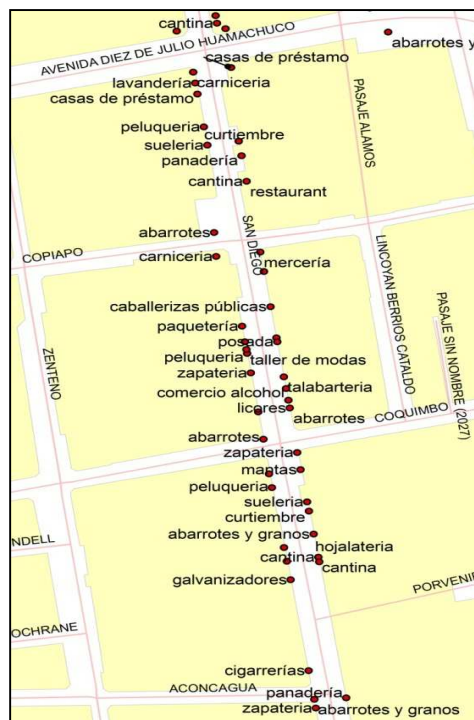 cantina
AVENIDA DIEZ DE JULIO HUAMACHUCO
abarrotes y
casas de préstamo
lavandería
carniceria
casas de préstamo
PASAJE ALAMOS
peluqueria
curtiembre
sueleria
panadería
cantina
restaurant
abarrotes
SAN DIEGO
COPIAPO
carniceria
mercería
LINCOYAN BERRIOS CATALDO
caballerizas públicas
PASAJE SIN NOMBRE (2027)
paquetería
posada
ZENTENO
peluqueria
taller de modas
zapateria
talabarteria
comercio alcohol
licores
abarrotes
COQUIMBO
abarrotes
zapateria
mantas
peluqueria
sueleria
curtiembre
abarrotes y granos
NDELL
hojalateria
cantina
cantina
galvanizadores
PORVENIR
OCHRANE
cigarrerías
ACONCAGUA
panadería
zapateria
abarrotes y granos